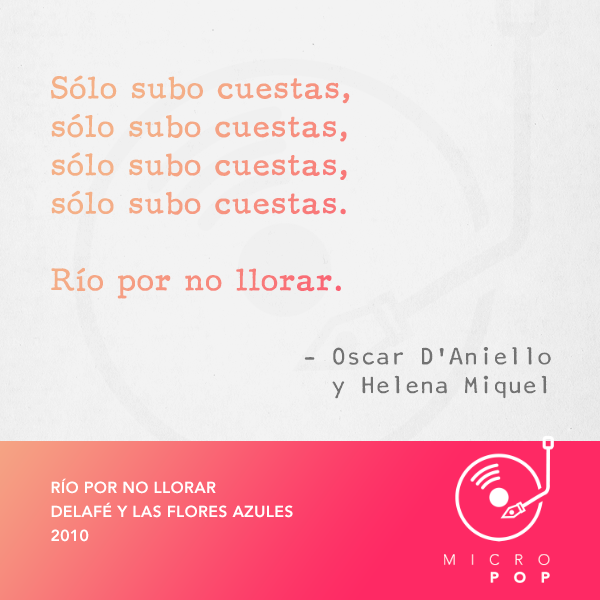 Sólo subo cuestas,
sólo subo cuestas,
sólo subo cuestas,
sólo subo cuestas.
Río por no llorar.
– Oscar D'Aniello
y Helena Miquel
RÍO POR NO LLORAR
DELAFÉ Y LAS FLORES AZULES
2010
MICRO
POP